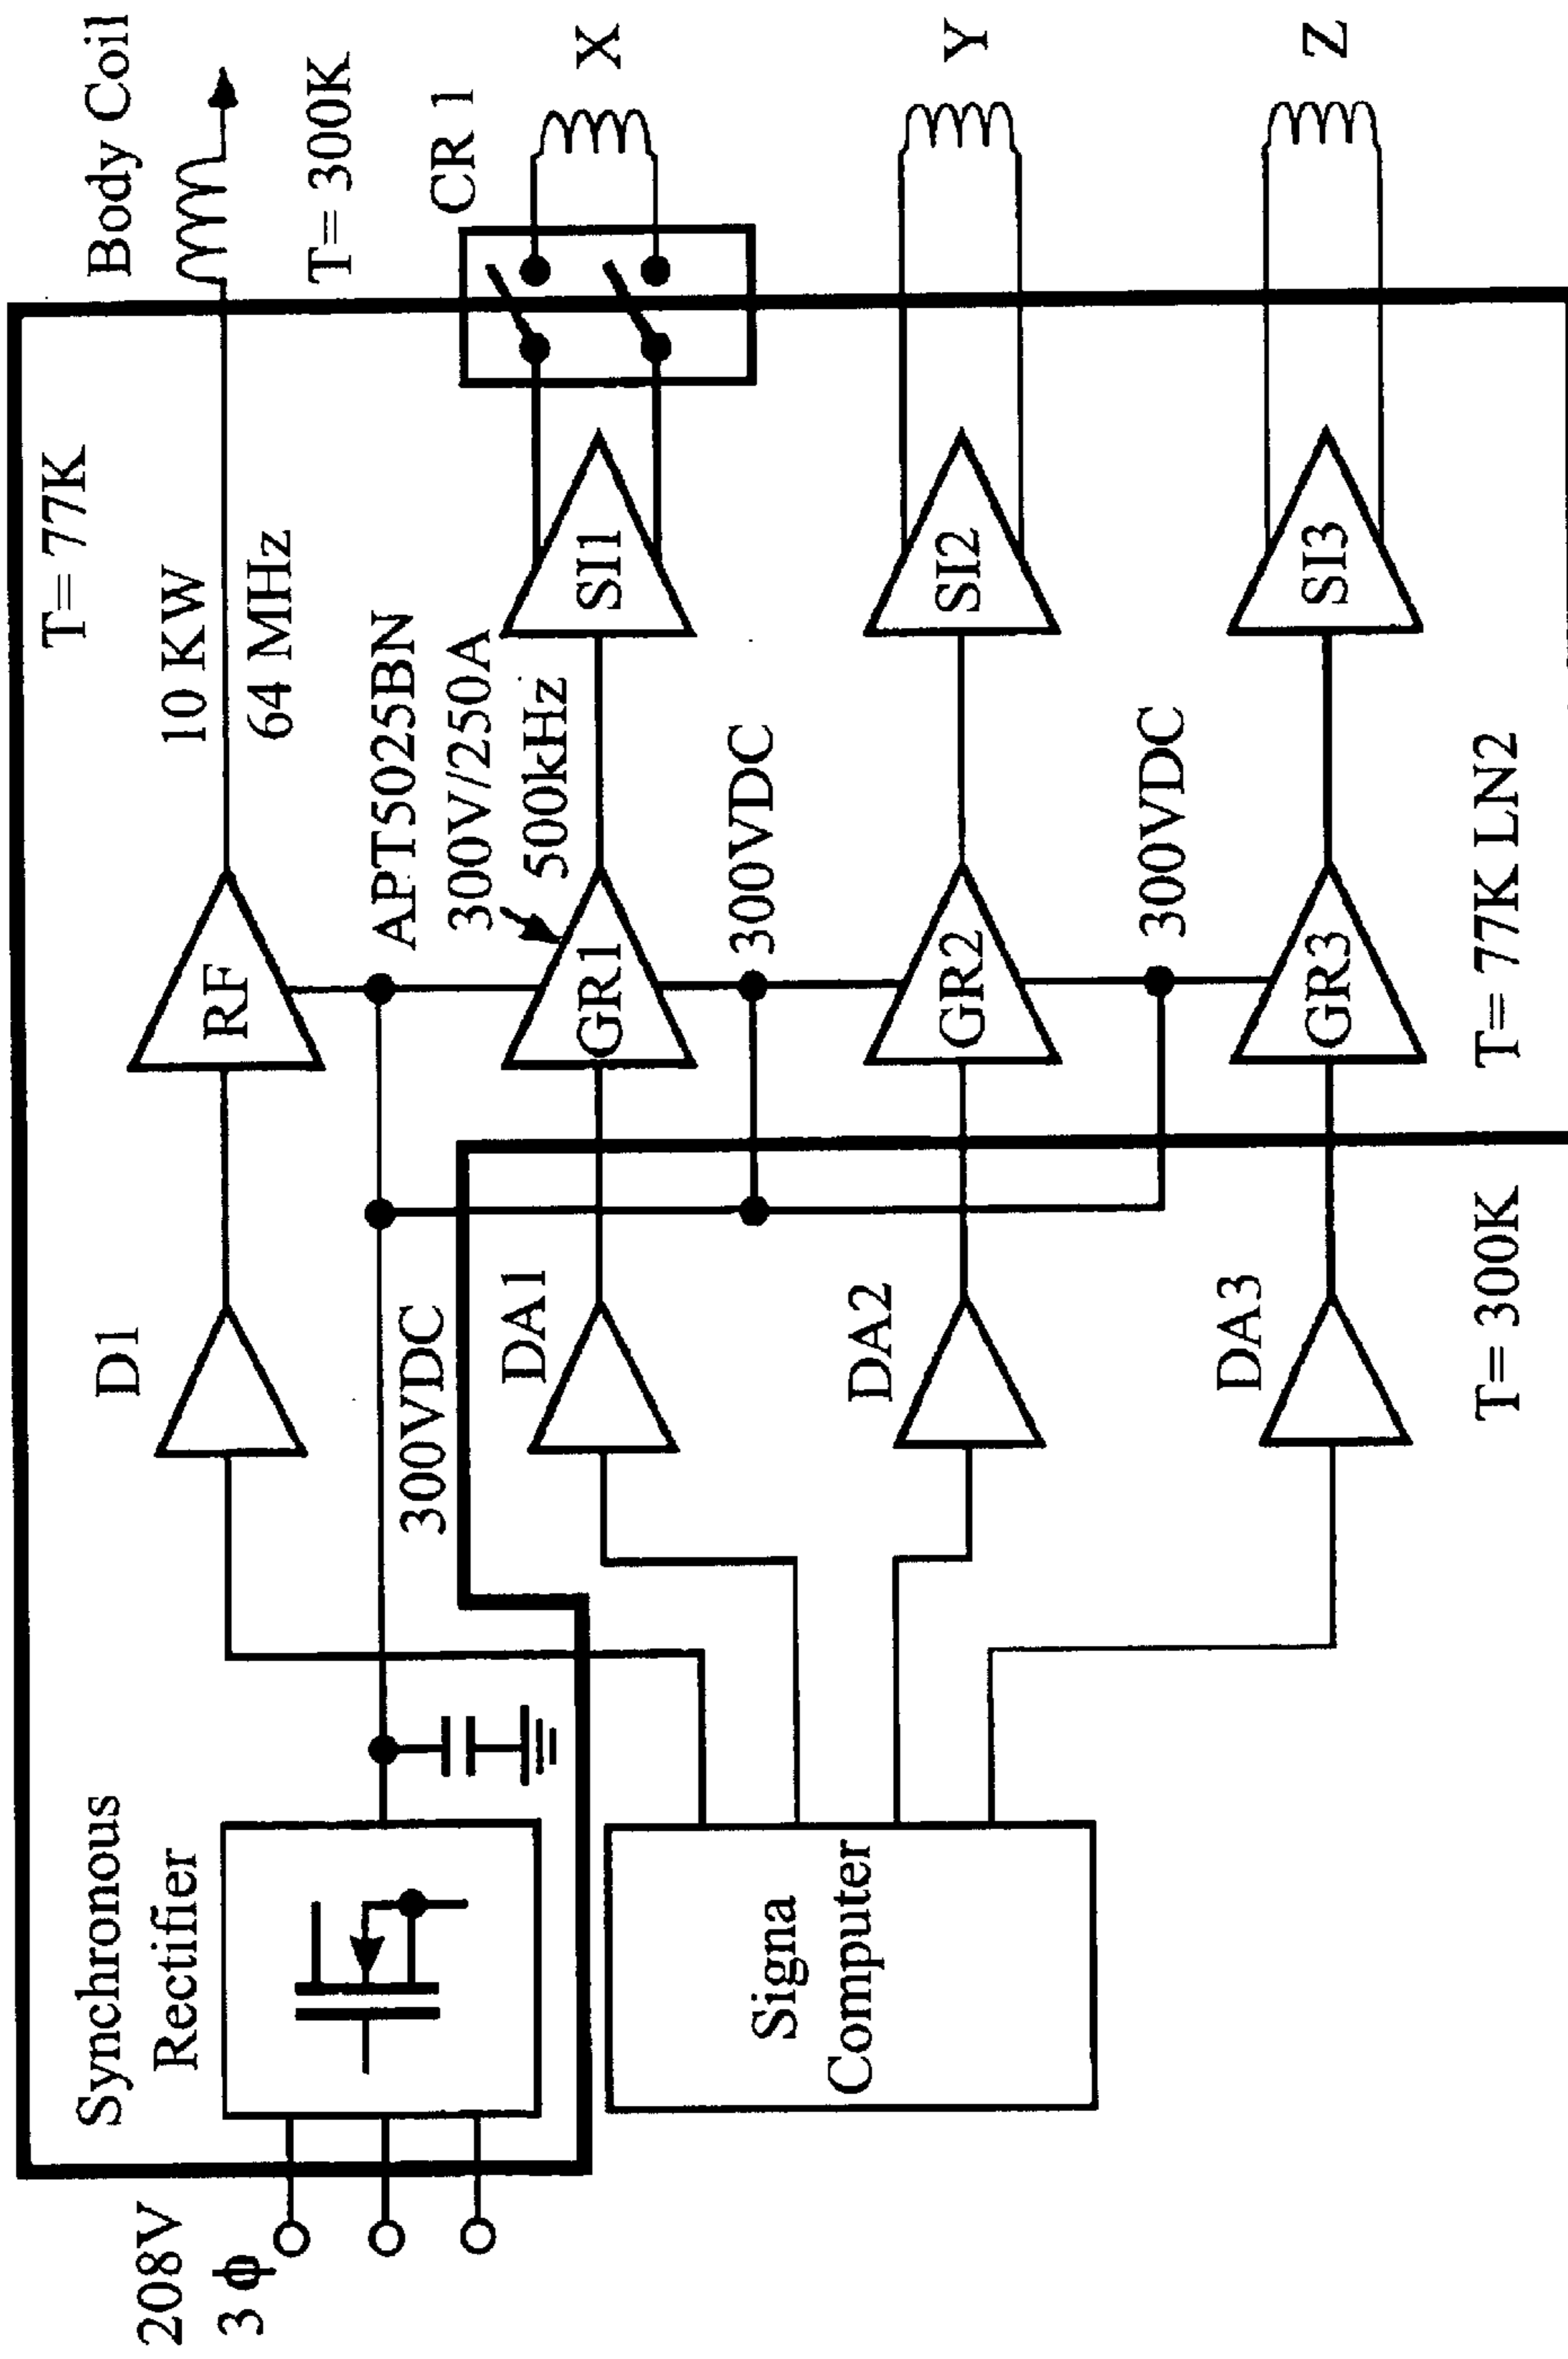 208V
3 ϕ
Synchronous
Rectifier
Signa
Computer
300VDC
D1
DA1
DA2
DA3
T= 300K
RF
GR1
GR2
GR3
APT5025BN
300V/250A
500kHz
300VDC
300VDC
T= 77K LN2
10 KW
64 MHz
T= 77K
SI1
SI2
SI3
Body Coil
T= 300K
CR 1
X
Y
Z